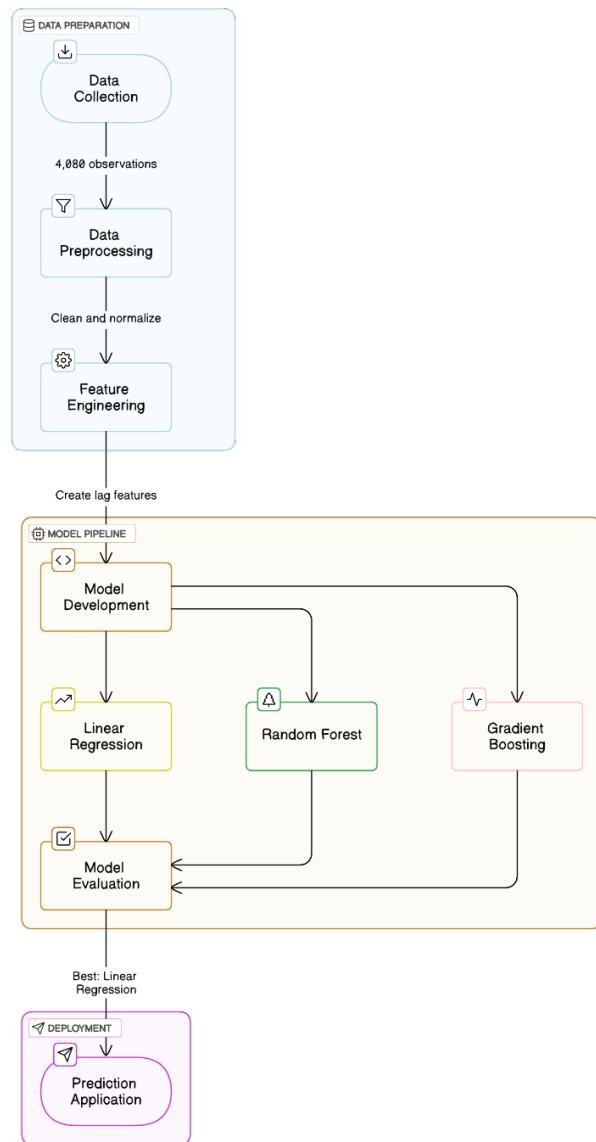 DATA PREPARATION
Data
Collection
4,080 observations
Data
Preprocessing
Clean and normalize
Feature
Engineering
Create lag features
MODEL PIPELINE
Model
Development
Linear
Regression
Random Forest
Gradient
Boosting
Model
Evaluation
Best: Linear
Regression
DEPLOYMENT
Prediction
Application